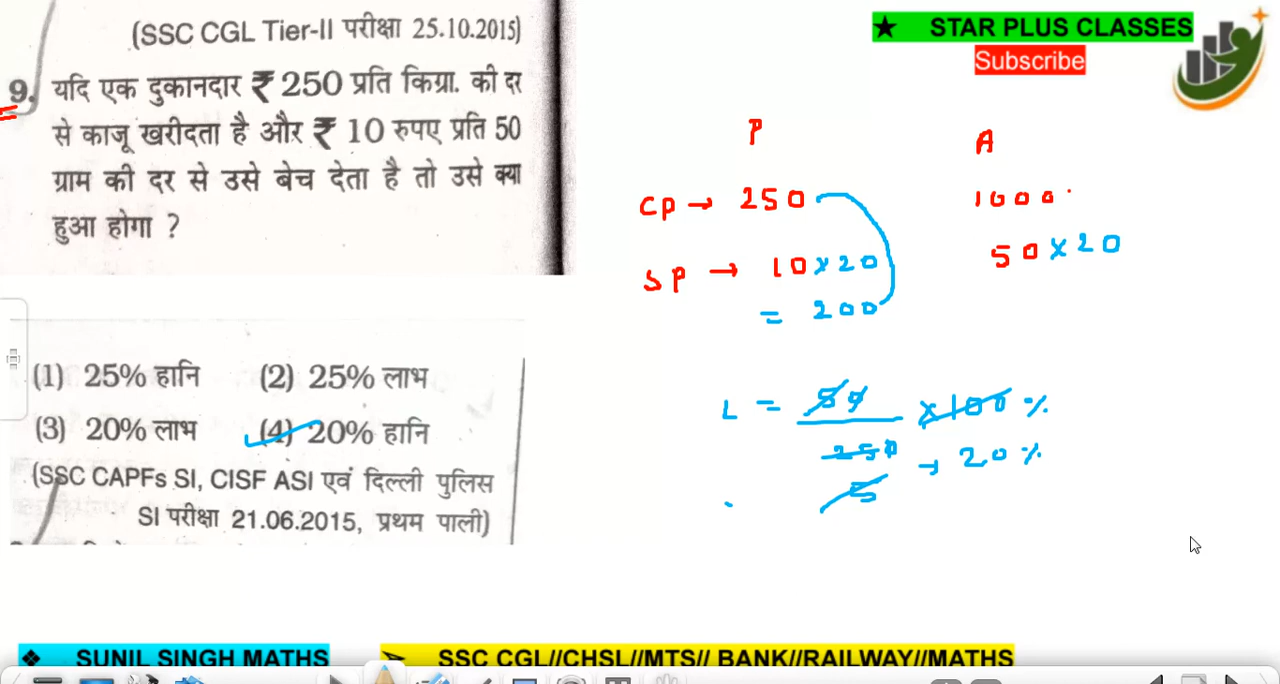 (SSC CGL Tier-II परीक्षा 25.10.2015)
9. यदि एक दुकानदार ₹ 250 प्रति किग्रा. की दर
से काजू खरीदता है और ₹ 10 रुपए प्रति 50
ग्राम की दर से उसे बेच देता है तो उसे क्या
हुआ होगा ?
(1) 25% हानि (2) 25% लाभ
(3) 20% लाभ (4) 20% हानि
(SSC CAPFs SI, CISF ASI एवं दिल्ली पुलिस
SI परीक्षा 21.06.2015, प्रथम पाली)
★ STAR PLUS CLASSES
Subscribe
P A
CP → 250 1000
SP → 10×20 50×20
= 200
L = 50 ×100 %
250 → 20%
5
❖ SUNIL SINGH MATHS
➢ SSC CGL//CHSL//MTS// BANK//RAILWAY//MATHS